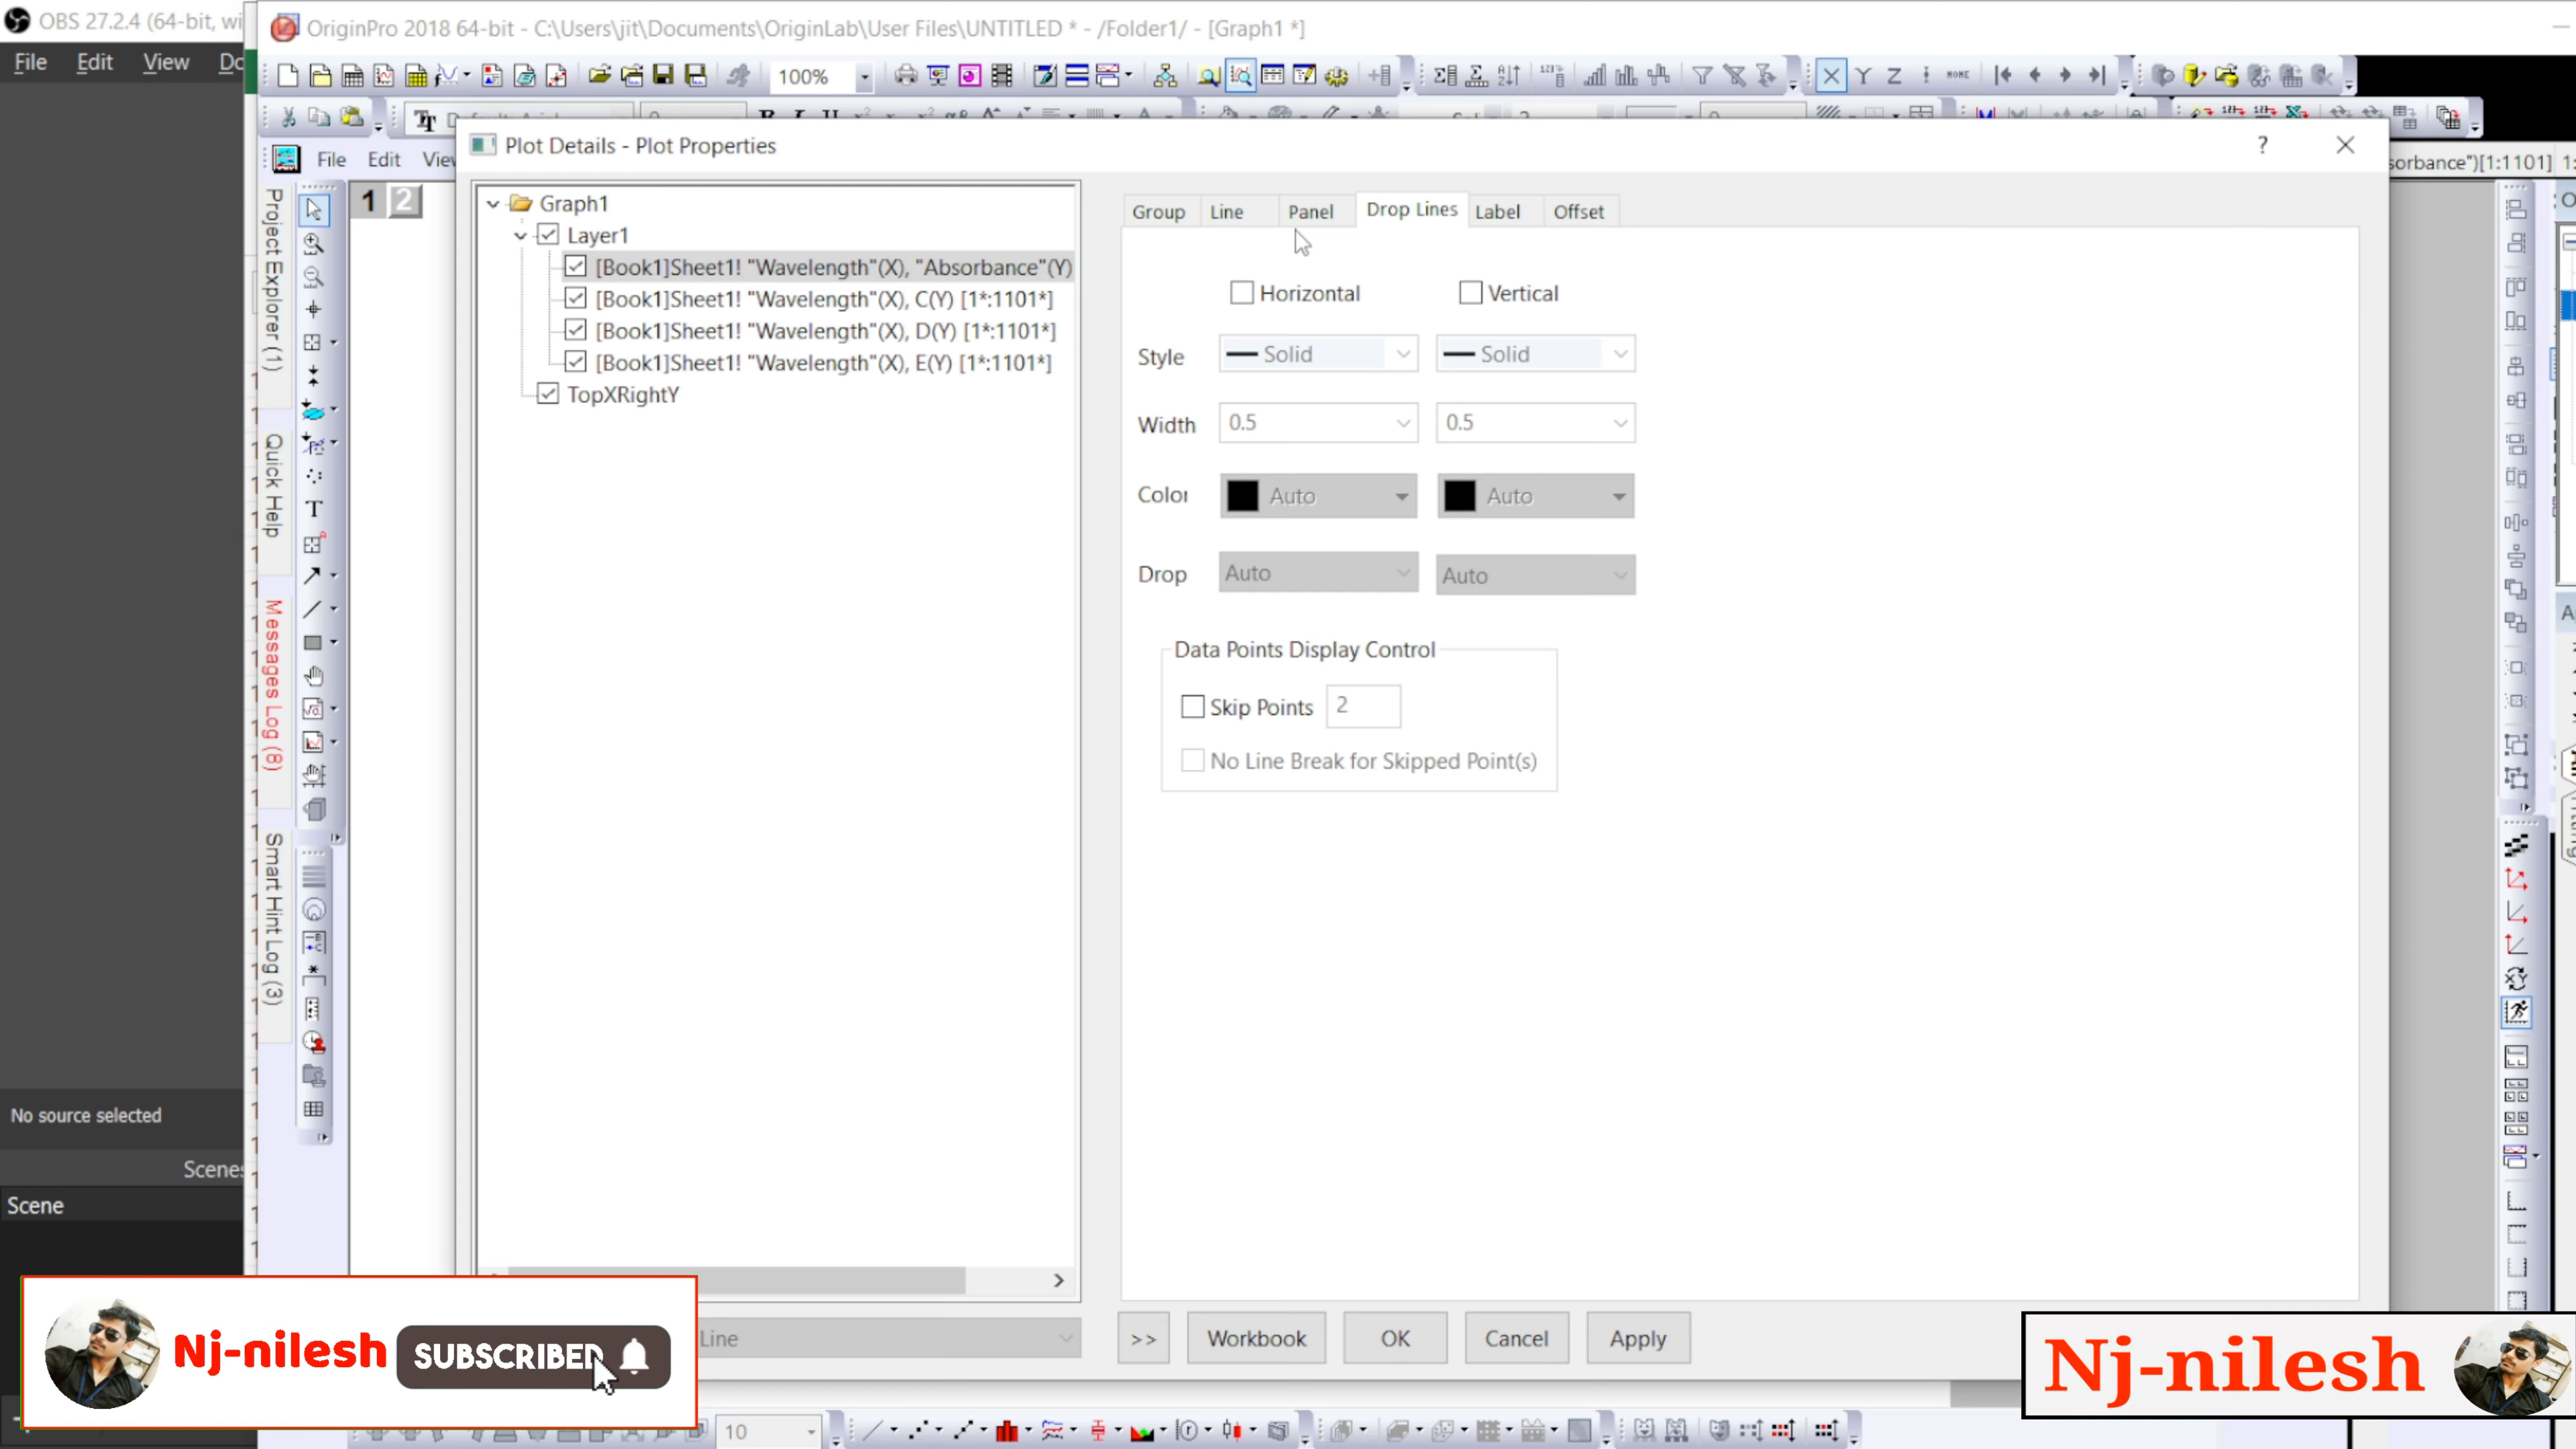 OBS 27.2.4 (64-bit, wi
File Edit View Do
OriginPro 2018 64-bit - C:\Users\jit\Documents\OriginLab\User Files\UNTITLED * - /Folder1/ - [Graph1 *]
100%
X Y Z HOME
File Edit View
Plot Details - Plot Properties
? 
sorbance")[1:1101]
1 2
Project Explorer (1)
Quick Help
Messages Log (8)
Smart Hint Log (3)
Graph1
Layer1
[Book1]Sheet1! "Wavelength"(X), "Absorbance"(Y)
[Book1]Sheet1! "Wavelength"(X), C(Y) [1*:1101*]
[Book1]Sheet1! "Wavelength"(X), D(Y) [1*:1101*]
[Book1]Sheet1! "Wavelength"(X), E(Y) [1*:1101*]
TopXRightY
Group Line Panel Drop Lines Label Offset
Horizontal Vertical
Style Solid Solid
Width 0.5 0.5
Color Auto Auto
Drop Auto Auto
Data Points Display Control
Skip Points 2
No Line Break for Skipped Point(s)
No source selected
Scenes
Scene
Line
>> Workbook OK Cancel Apply
Nj-nilesh SUBSCRIBED
Nj-nilesh
10